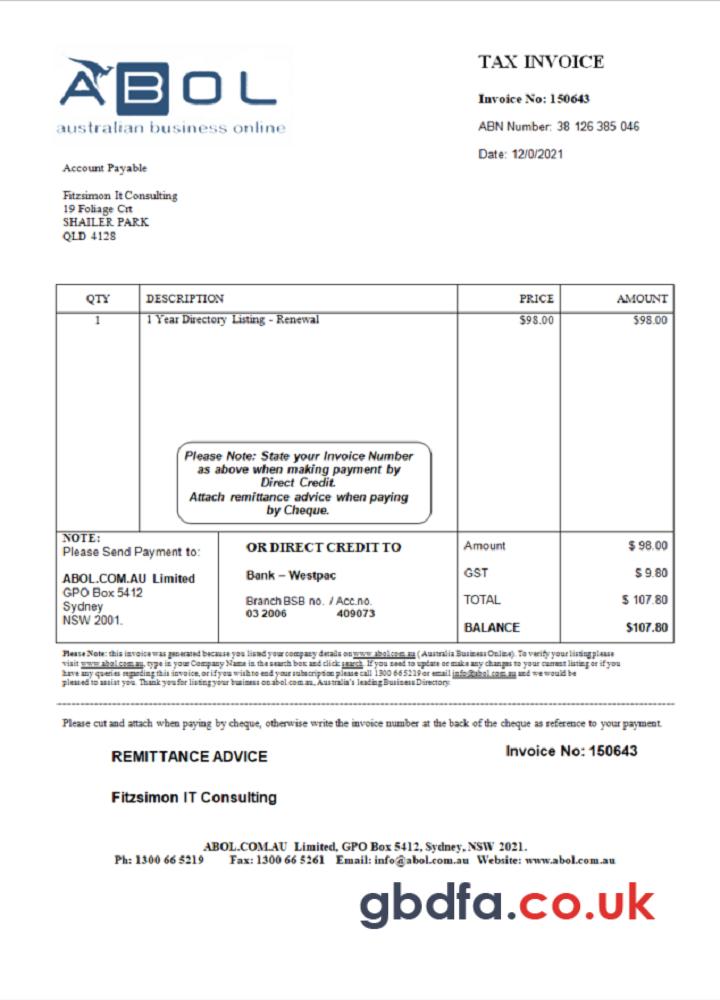 ABOL
australian business online
TAX INVOICE
Invoice No: 150643
ABN Number: 38 126 385 046
Date: 12/0/2021
Account Payable
Fitzsimon It Consulting
19 Foliage Crt
SHAILER PARK
QLD 4128
QTY DESCRIPTION PRICE AMOUNT
1 1 Year Directory Listing - Renewal $98.00 $98.00
Please Note: State your Invoice Number
as above when making payment by
Direct Credit.
Attach remittance advice when paying
by Cheque.
NOTE:
Please Send Payment to:
ABOL.COM.AU Limited
GPO Box 5412
Sydney
NSW 2001.
OR DIRECT CREDIT TO
Bank – Westpac
Branch BSB no. / Acc.no.
03 2006 409073
Amount $ 98.00
GST $ 9.80
TOTAL $ 107.80
BALANCE $107.80
Please Note: this invoice was generated because you listed your company details on www.abol.com.au ( Australia Business Online). To verify your listing please
visit www.abol.com.au, type in your Company Name in the search box and click search. If you need to update or make any changes to your current listing or if you
have any queries regarding this invoice, or if you wish to end your subscription please call 1300 665219 or email info@abol.com.au and we would be
pleased to assist you. Thank you for listing your business on abol.com.au, Australia's leading Business Directory.
Please cut and attach when paying by cheque, otherwise write the invoice number at the back of the cheque as reference to your payment.
REMITTANCE ADVICE
Invoice No: 150643
Fitzsimon IT Consulting
ABOL.COM.AU Limited, GPO Box 5412, Sydney, NSW 2021.
Ph: 1300 66 5219 Fax: 1300 66 5261 Email: info@abol.com.au Website: www.abol.com.au
gbdfa.co.uk